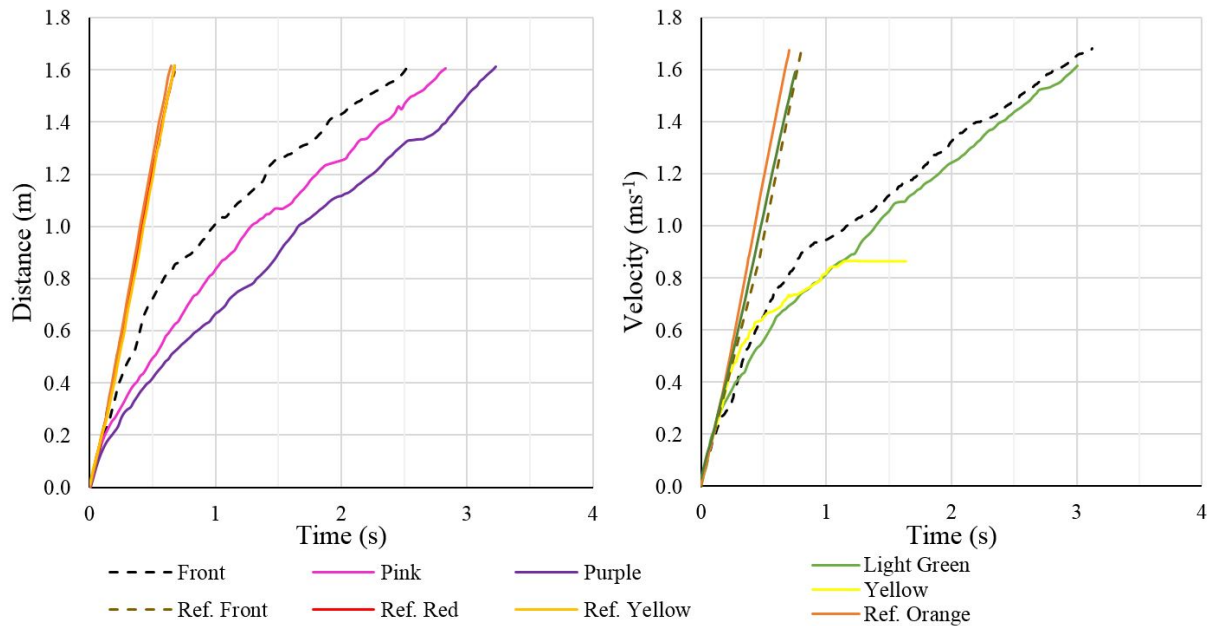 Distance (m)
1.8
1.6
1.4
1.2
1.0
0.8
0.6
0.4
0.2
0.0
0 1 2 3 4
Time (s)
Velocity (ms-1)
1.8
1.6
1.4
1.2
1.0
0.8
0.6
0.4
0.2
0.0
0 1 2 3 4
Time (s)
Front Pink Purple
Ref. Front Ref. Red Ref. Yellow
Light Green
Yellow
Ref. Orange